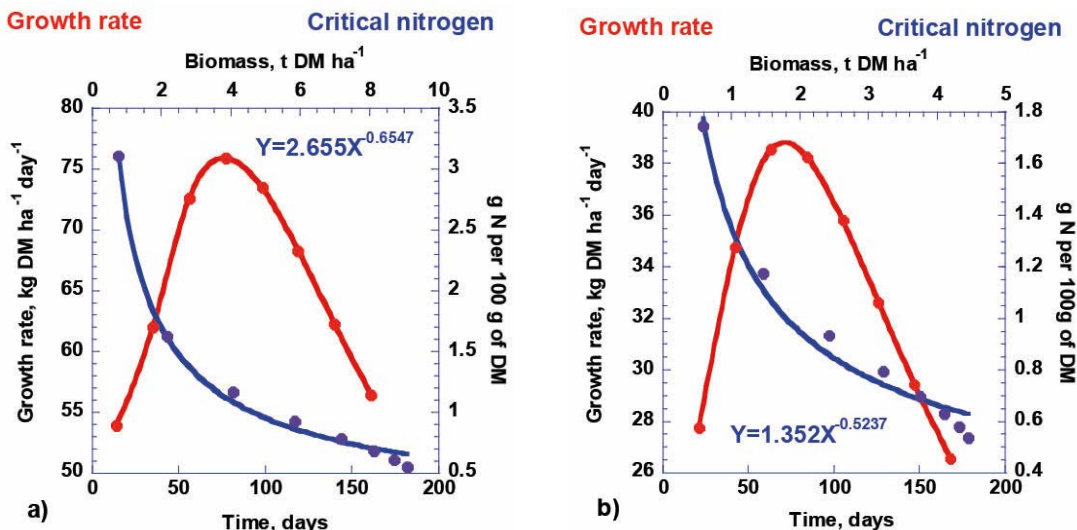 Growth rate
Critical nitrogen
Biomass, t DM ha⁻¹
0 2 4 6 8 10
80
75
70
65
60
55
50
Growth rate, kg DM ha⁻¹ day⁻¹
Y=2.655X⁻⁰·⁶⁵⁴⁷
3.5
3
2.5
2
1.5
1
0.5
g N per 100 g of DM
0 50 100 150 200
a)
Time, days
Growth rate
Critical nitrogen
Biomass, t DM ha⁻¹
0 1 2 3 4 5
40
38
36
34
32
30
28
26
Growth rate, kg DM ha⁻¹ day⁻¹
Y=1.352X⁻⁰·⁵²³⁷
1.8
1.6
1.4
1.2
1
0.8
0.6
0.4
g N per 100g of DM
0 50 100 150 200
b)
Time, days